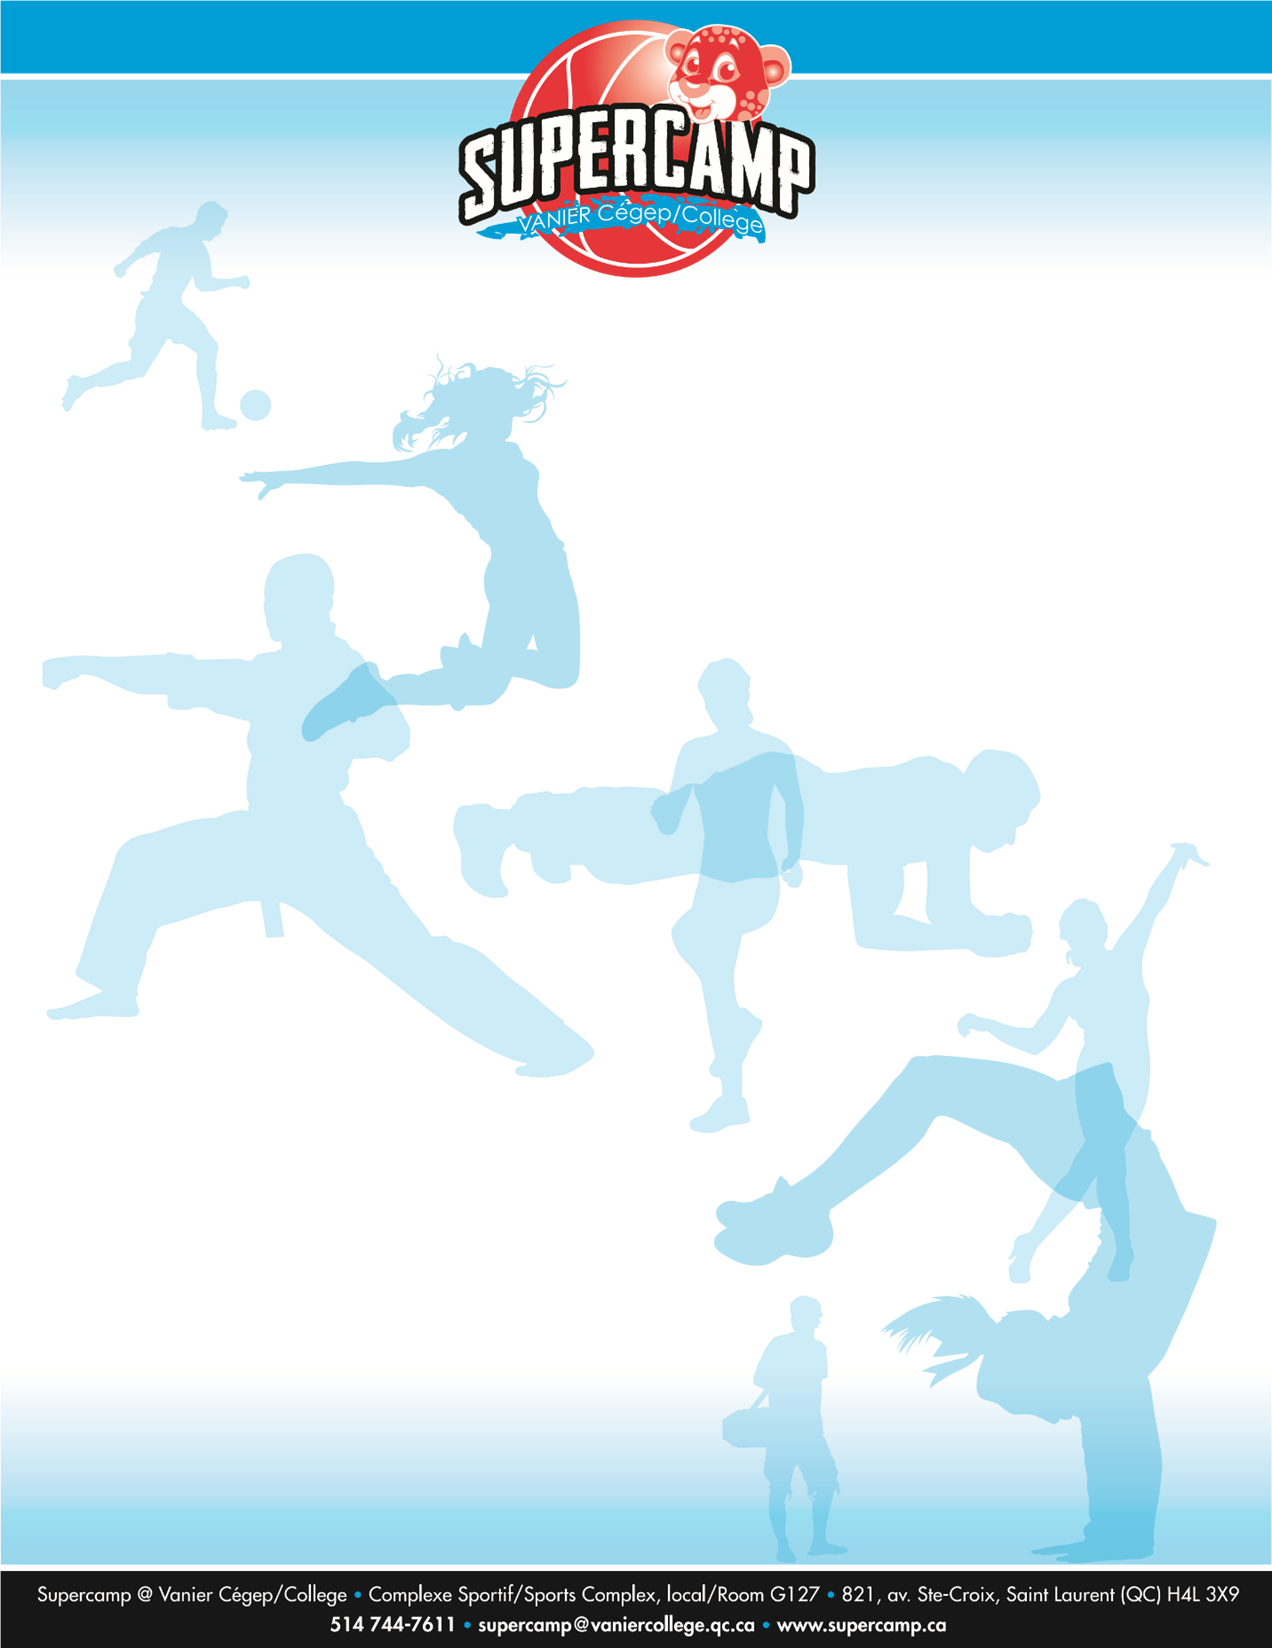 SUPERCAMP
VANIER Cégep/College
Supercamp @ Vanier Cégep/College • Complexe Sportif/Sports Complex, local/Room G127 • 821, av. Ste-Croix, Saint Laurent (QC) H4L 3X9
514 744-7611 • supercamp@vaniercollege.qc.ca • www.supercamp.ca